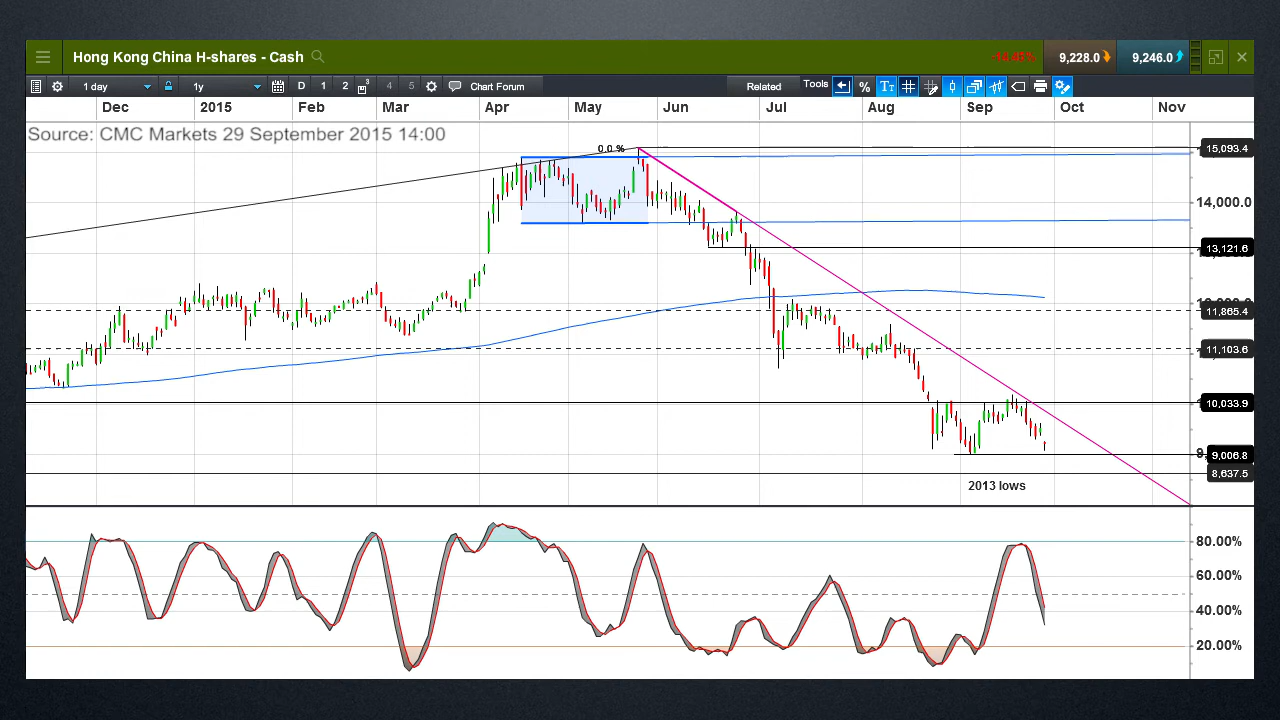 Hong Kong China H-shares - Cash
9,228.0
9,246.0
1 day
1y
D 1 2 3 4 5
Chart Forum
Related
Tools
%
Dec 2015 Feb Mar Apr May Jun Jul Aug Sep Oct Nov
Source: CMC Markets 29 September 2015 14:00
0.0 %
15,093.4
14,000.0
13,121.6
11,865.4
11,103.6
10,033.9
9,006.8
8,637.5
2013 lows
80.00%
60.00%
40.00%
20.00%